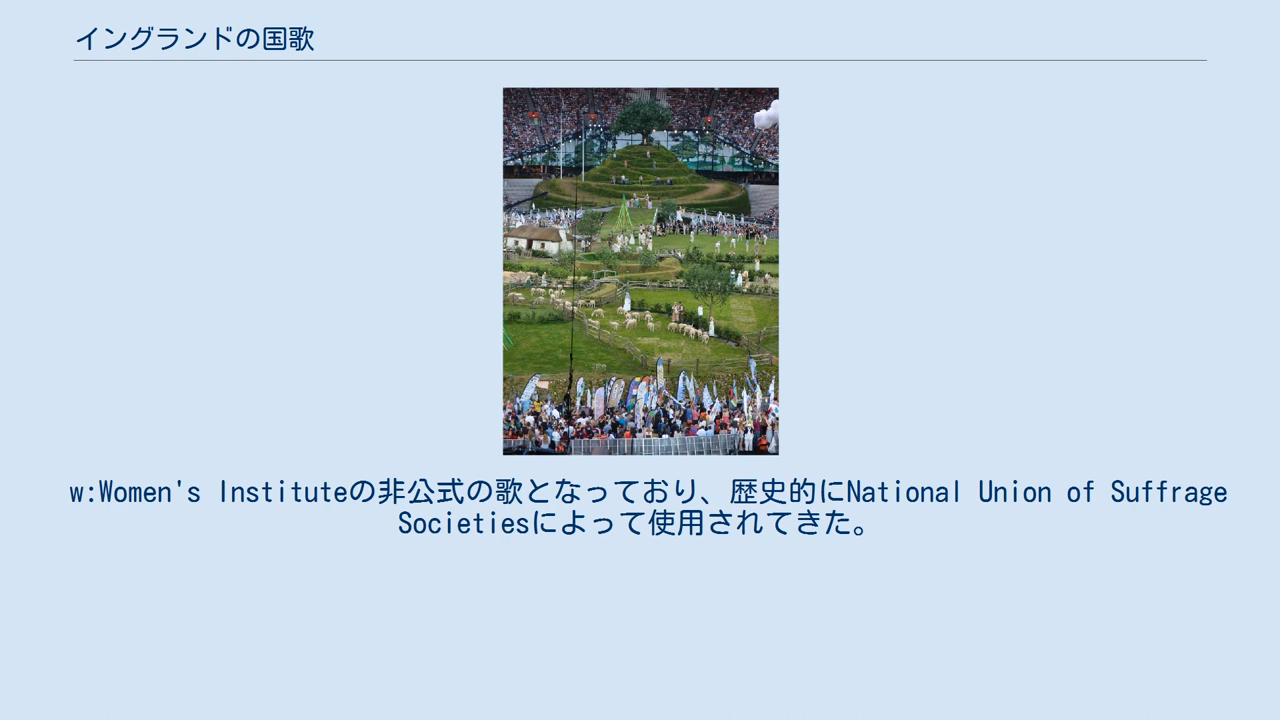 イングランドの国歌
w:Women's Instituteの非公式の歌となっており、歴史的にNational Union of Suffrage
Societiesによって使用されてきた。